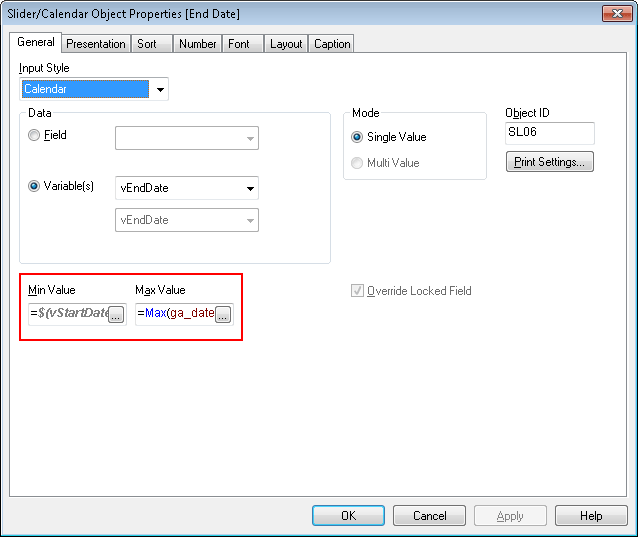 Slider/Calendar Object Properties [End Date]
General Presentation Sort Number Font Layout Caption
Input Style
Calendar
Data
Field
Variable(s)
vEndDate
vEndDate
Mode
Single Value
Multi Value
Object ID
SL06
Print Settings...
Min Value
Max Value
=$(vStartDate ...
=Max(ga_date ...
Override Locked Field
OK Cancel Apply Help